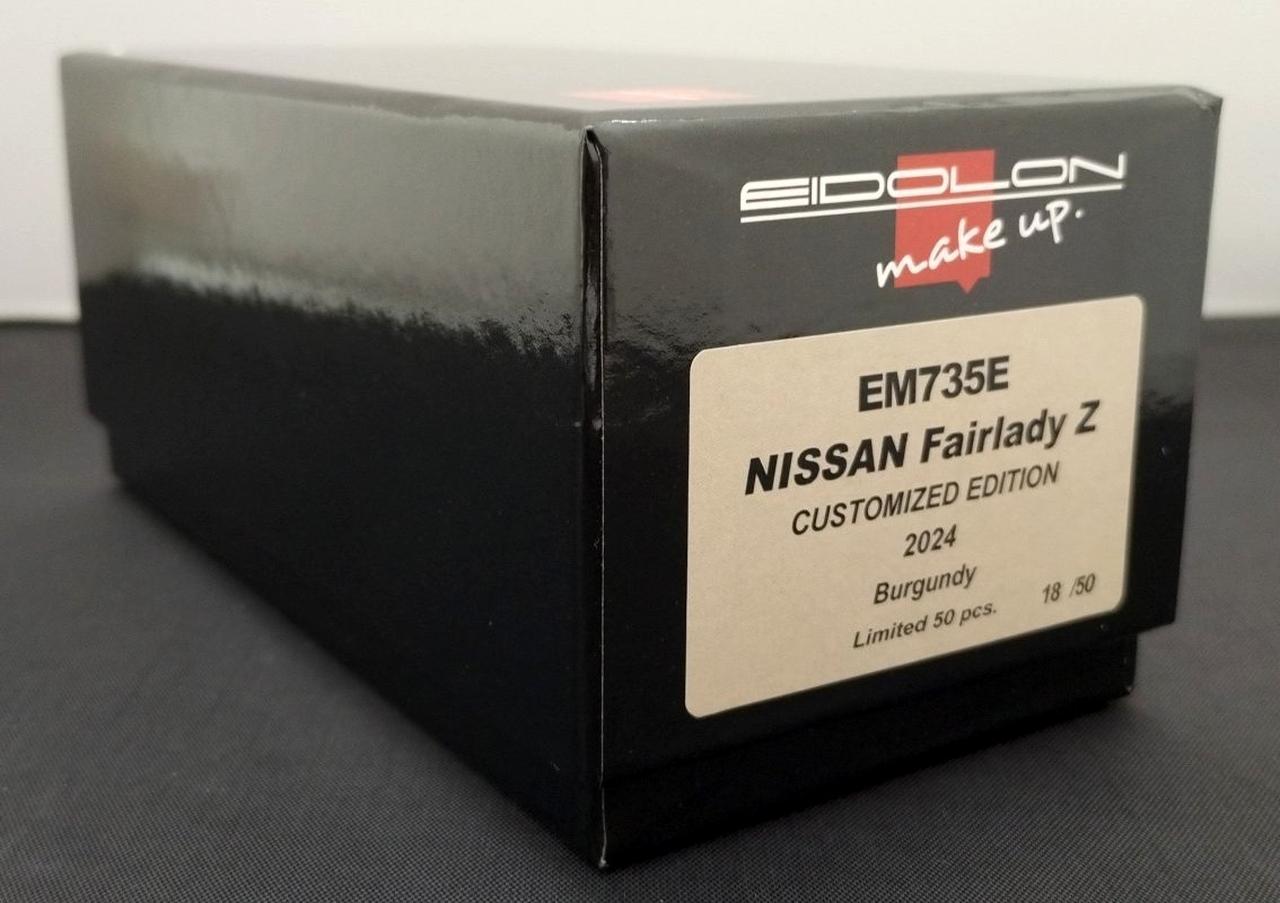 EIDOLON
make up.
EM735E
NISSAN Fairlady Z
CUSTOMIZED EDITION
2024
Burgundy
Limited 50 pcs.
18 /50